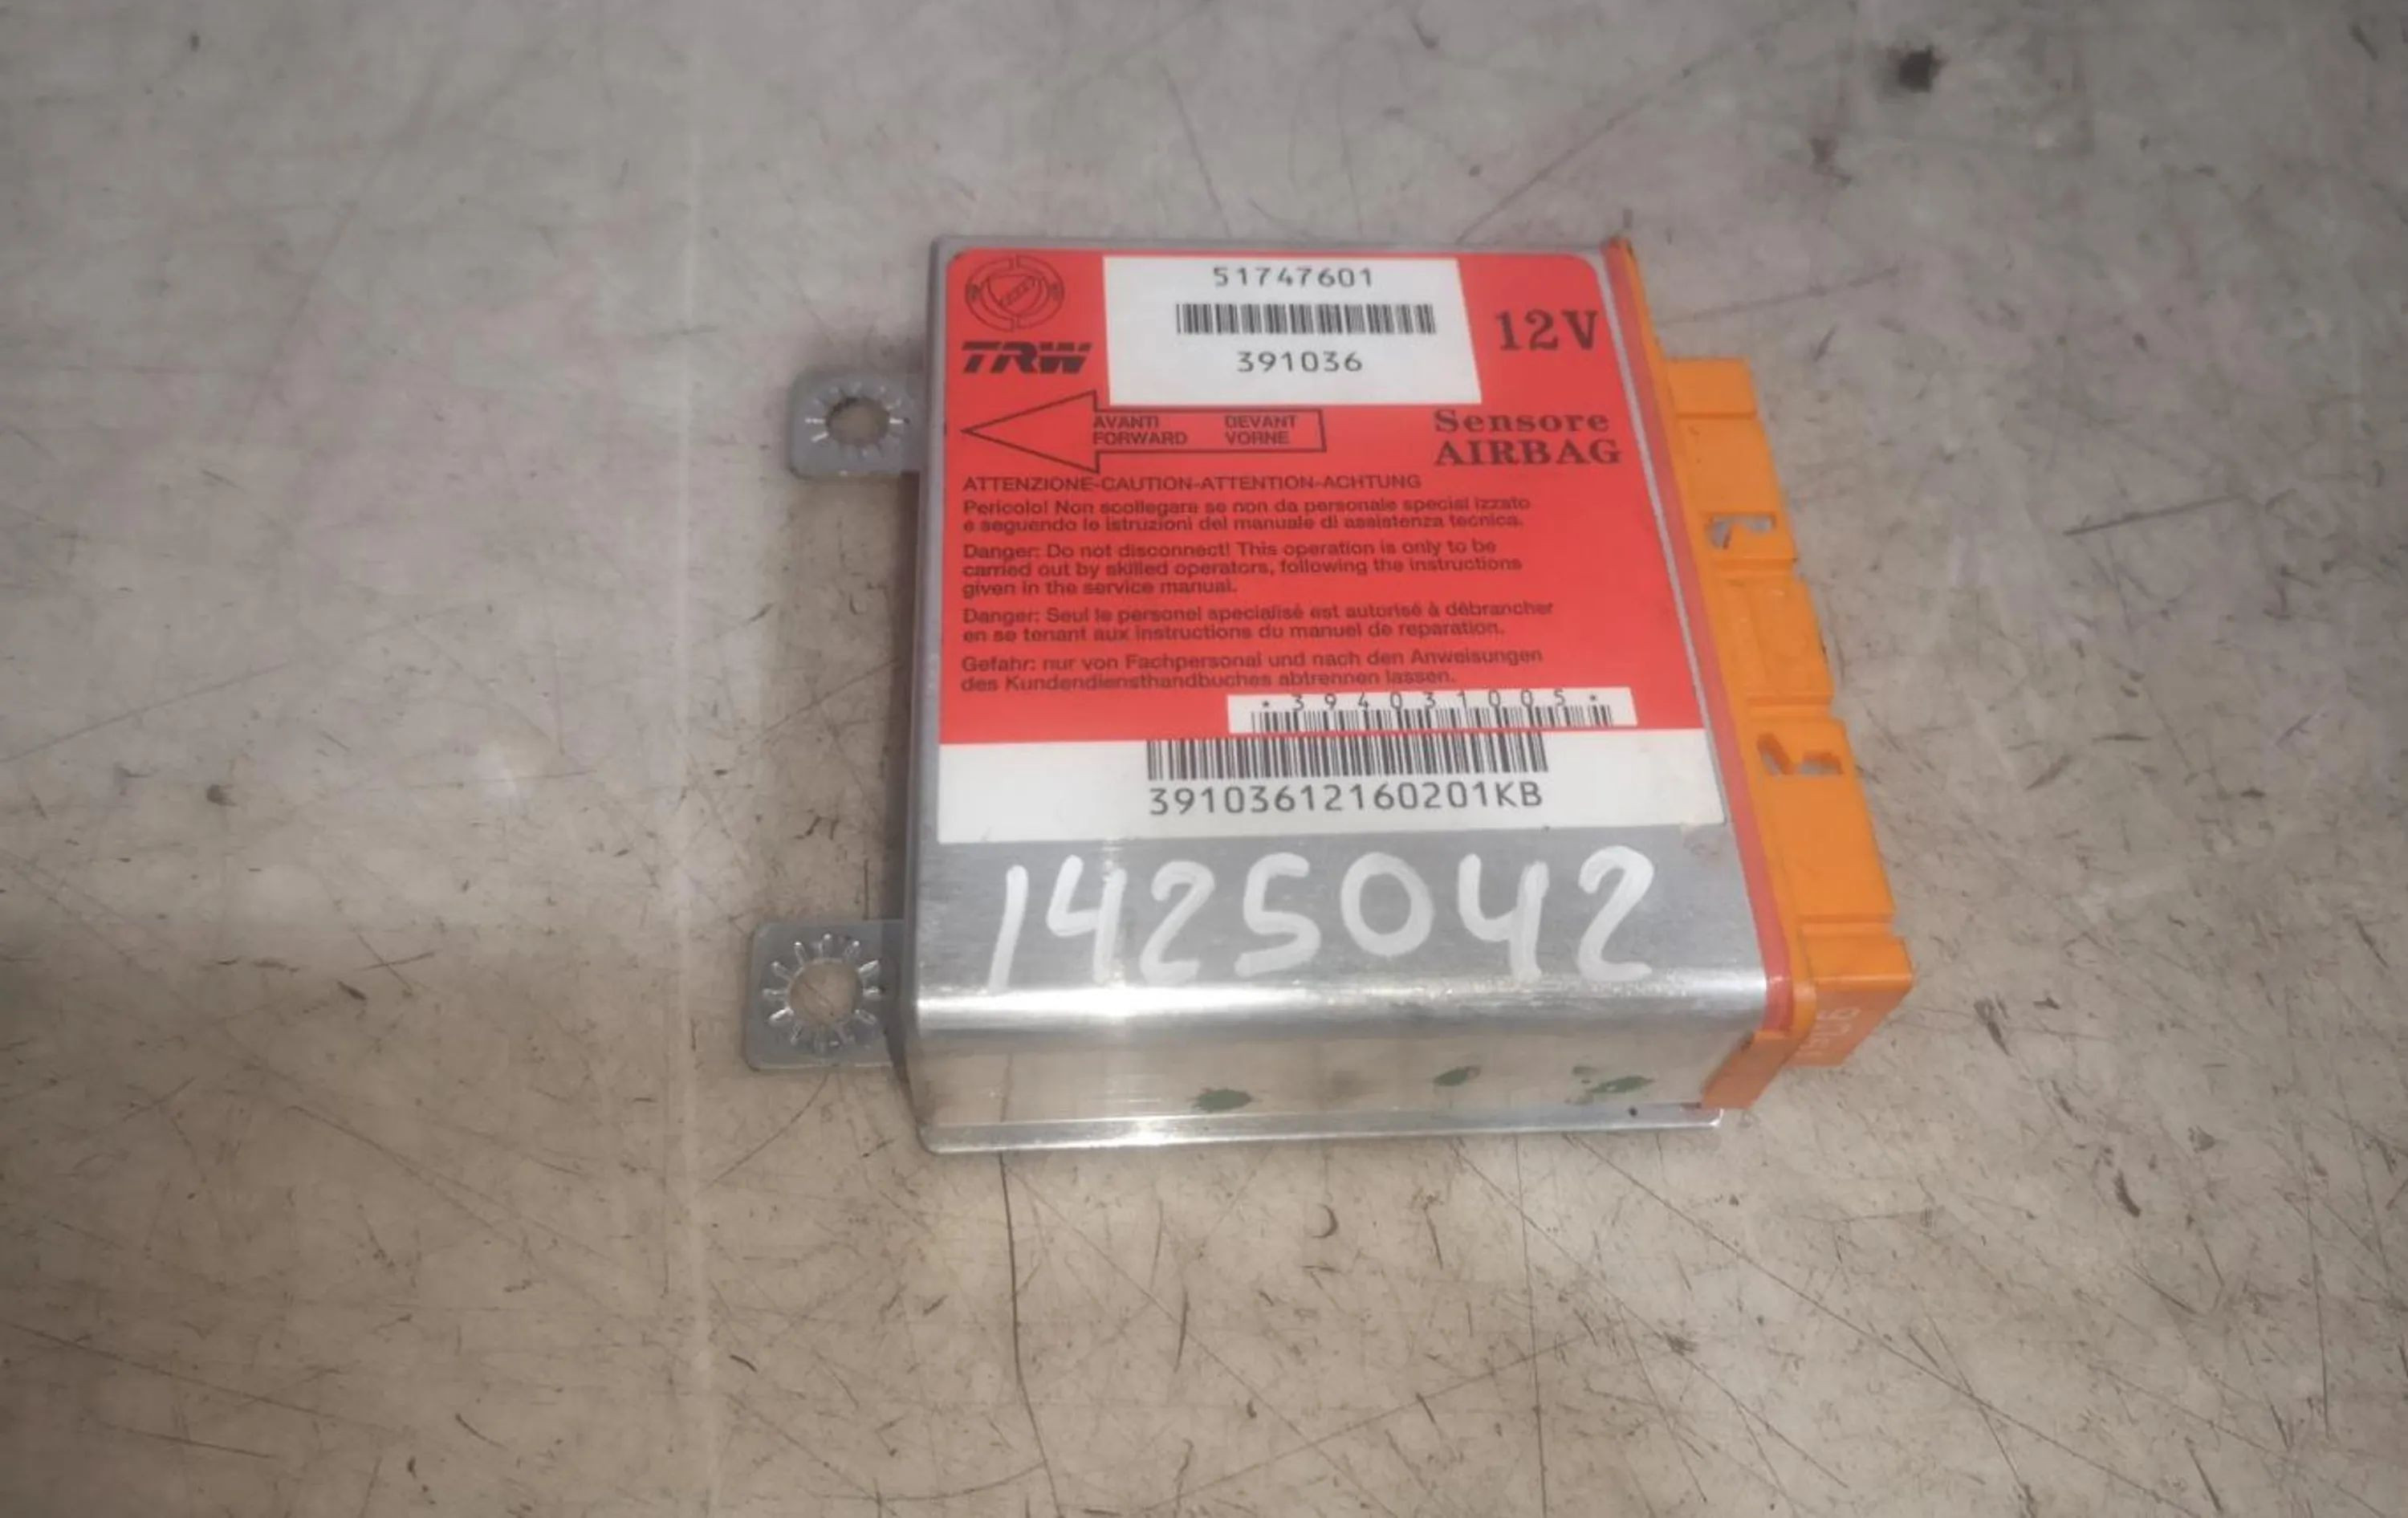 51747601
391036
12V
TRW
AVANTI DEVANT
FORWARD VORNE
Sensore
AIRBAG
ATTENZIONE-CAUTION-ATTENTION-ACHTUNG
Pericolo! Non scollegara se non da personale special izzato
e seguendo le istruzioni del manuale di assistenza tecnica.
Danger: Do not disconnect! This operation is only to be
carried out by skilled operators, following the instructions
given in the service manual.
Danger: Seul le personel specialisé est autorisé à débrancher
en se tenant aux instructions du manuel de reparation.
Gefahr: nur von Fachpersonal und nach den Anweisungen
des Kundendiensthandbuches abtrennen lassen.
*394031005*
39103612160201KB
1425042